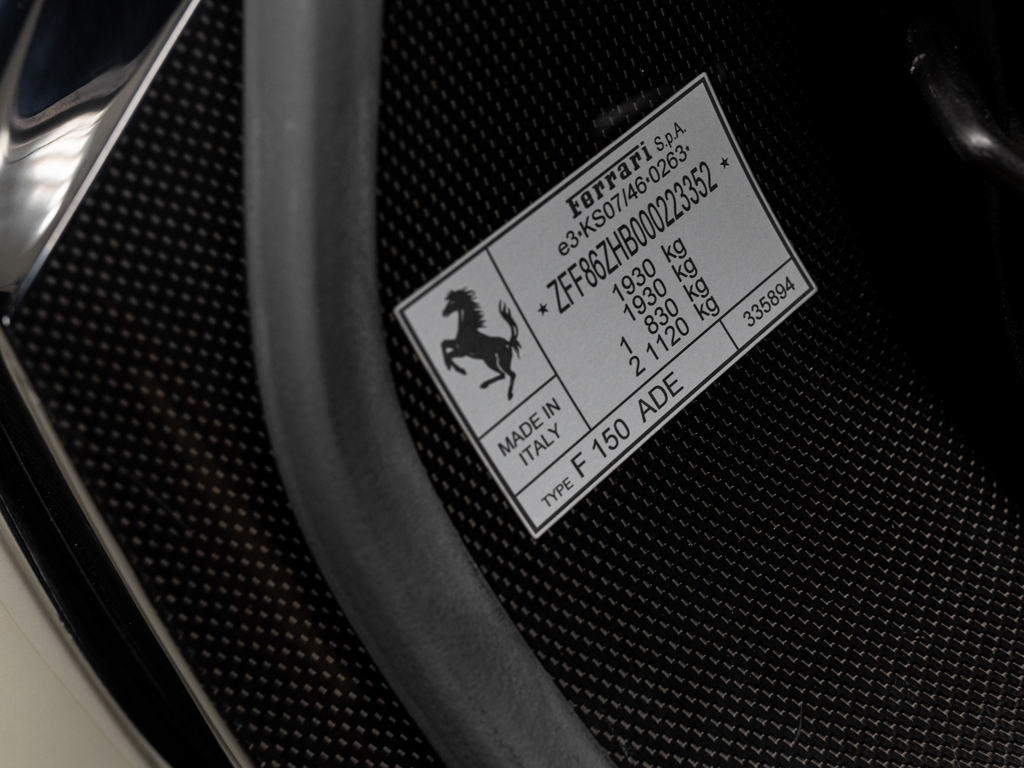 Ferrari S.p.A.
e3*KS07/46*0263*
★ ZFF86ZHB000223352 ★
1930 kg
1930 kg
1 830 kg
2 1120 kg
MADE IN
ITALY
TYPE F 150 ADE
335894